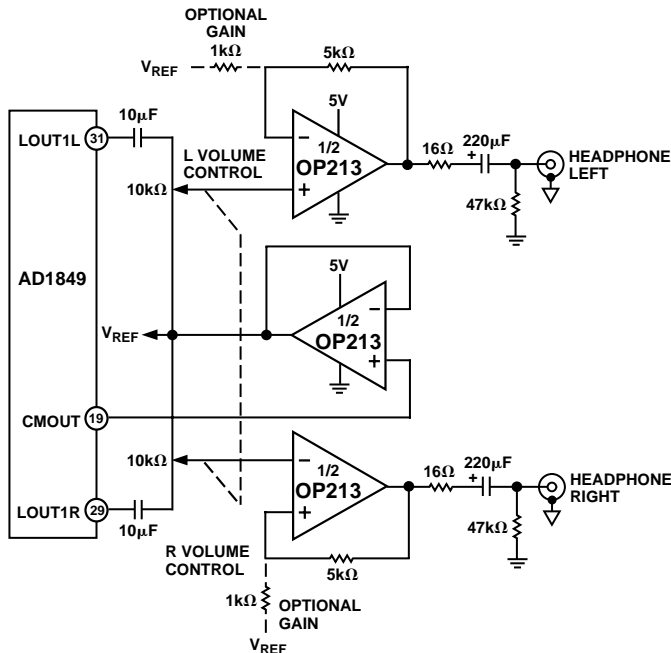 OPTIONAL
GAIN
1kΩ
VREF
5kΩ
5V
10µF
LOUT1L
31
L VOLUME
CONTROL
10kΩ
−
+
1/2
OP213
16Ω
220µF
+
HEADPHONE
LEFT
47kΩ
AD1849
5V
VREF
1/2
OP213
−
+
CMOUT
19
10kΩ
−
+
1/2
OP213
16Ω
220µF
+
HEADPHONE
RIGHT
47kΩ
LOUT1R
29
10µF
R VOLUME
CONTROL
5kΩ
1kΩ
OPTIONAL
GAIN
VREF